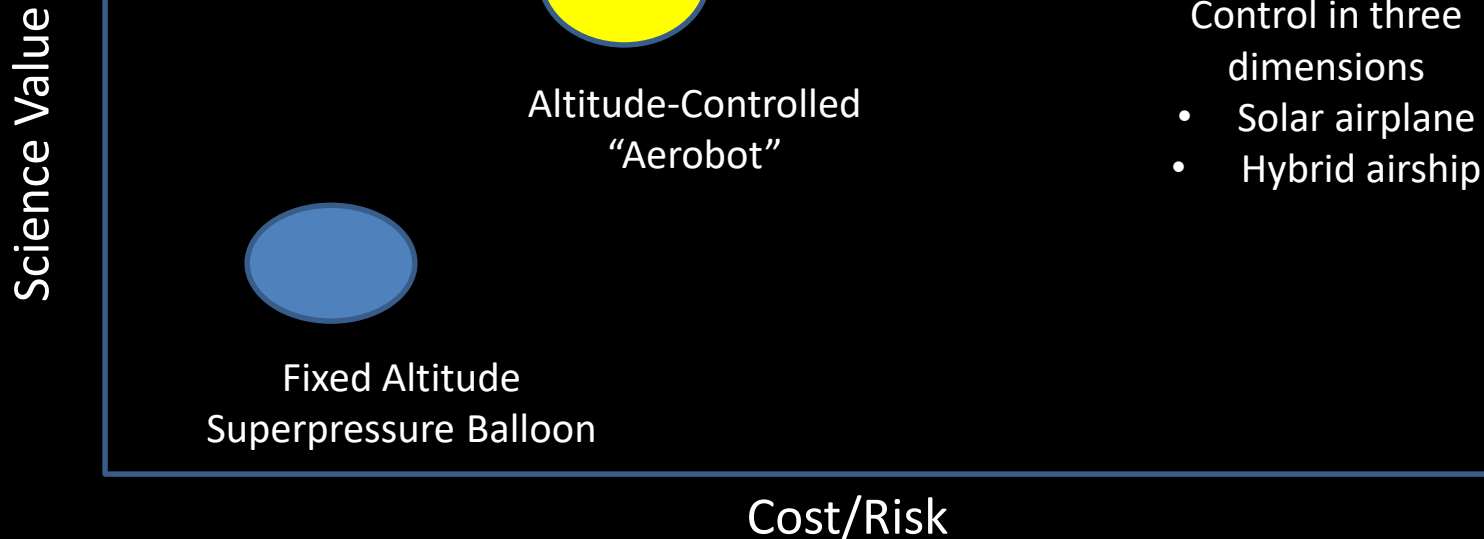 Science Value
Control in three
dimensions
• Solar airplane
• Hybrid airship
Altitude-Controlled
“Aerobot”
Fixed Altitude
Superpressure Balloon
Cost/Risk